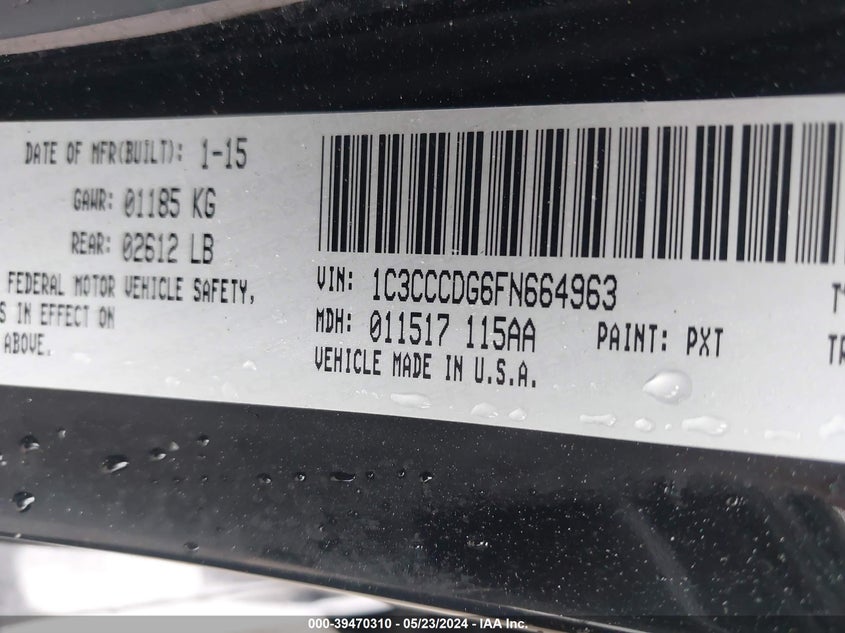 DATE OF MFR(BUILT): 1-15
GAWR: 01185 KG
REAR: 02612 LB
FEDERAL MOTOR VEHICLE SAFETY,
IN EFFECT ON
ABOVE.
VIN: 1C3CCCDG6FN664963
MDH: 011517 115AA
PAINT: PXT
VEHICLE MADE IN U.S.A.
000-39470310 - 05/23/2024 - IAA Inc.